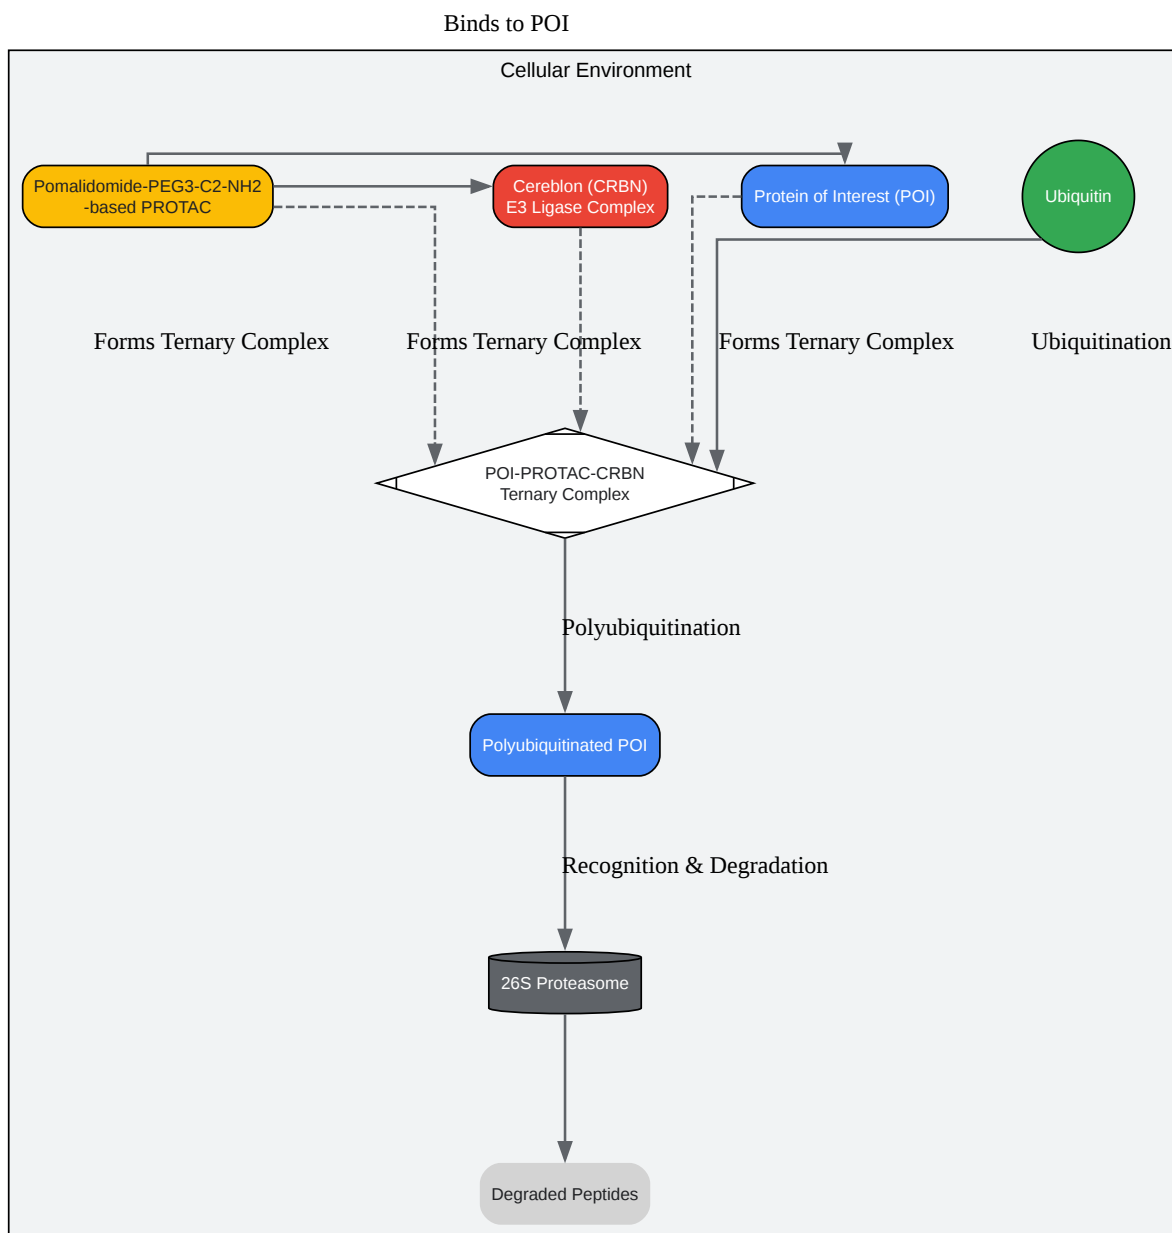 Binds to POI
Cellular Environment
Pomalidomide-PEG3-C2-NH2
-based PROTAC
Cereblon (CRBN)
E3 Ligase Complex
Protein of Interest (POI)
Ubiquitin
Forms Ternary Complex
Forms Ternary Complex
Forms Ternary Complex
Ubiquitination
POI-PROTAC-CRBN
Ternary Complex
Polyubiquitination
Polyubiquitinated POI
Recognition & Degradation
26S Proteasome
Degraded Peptides